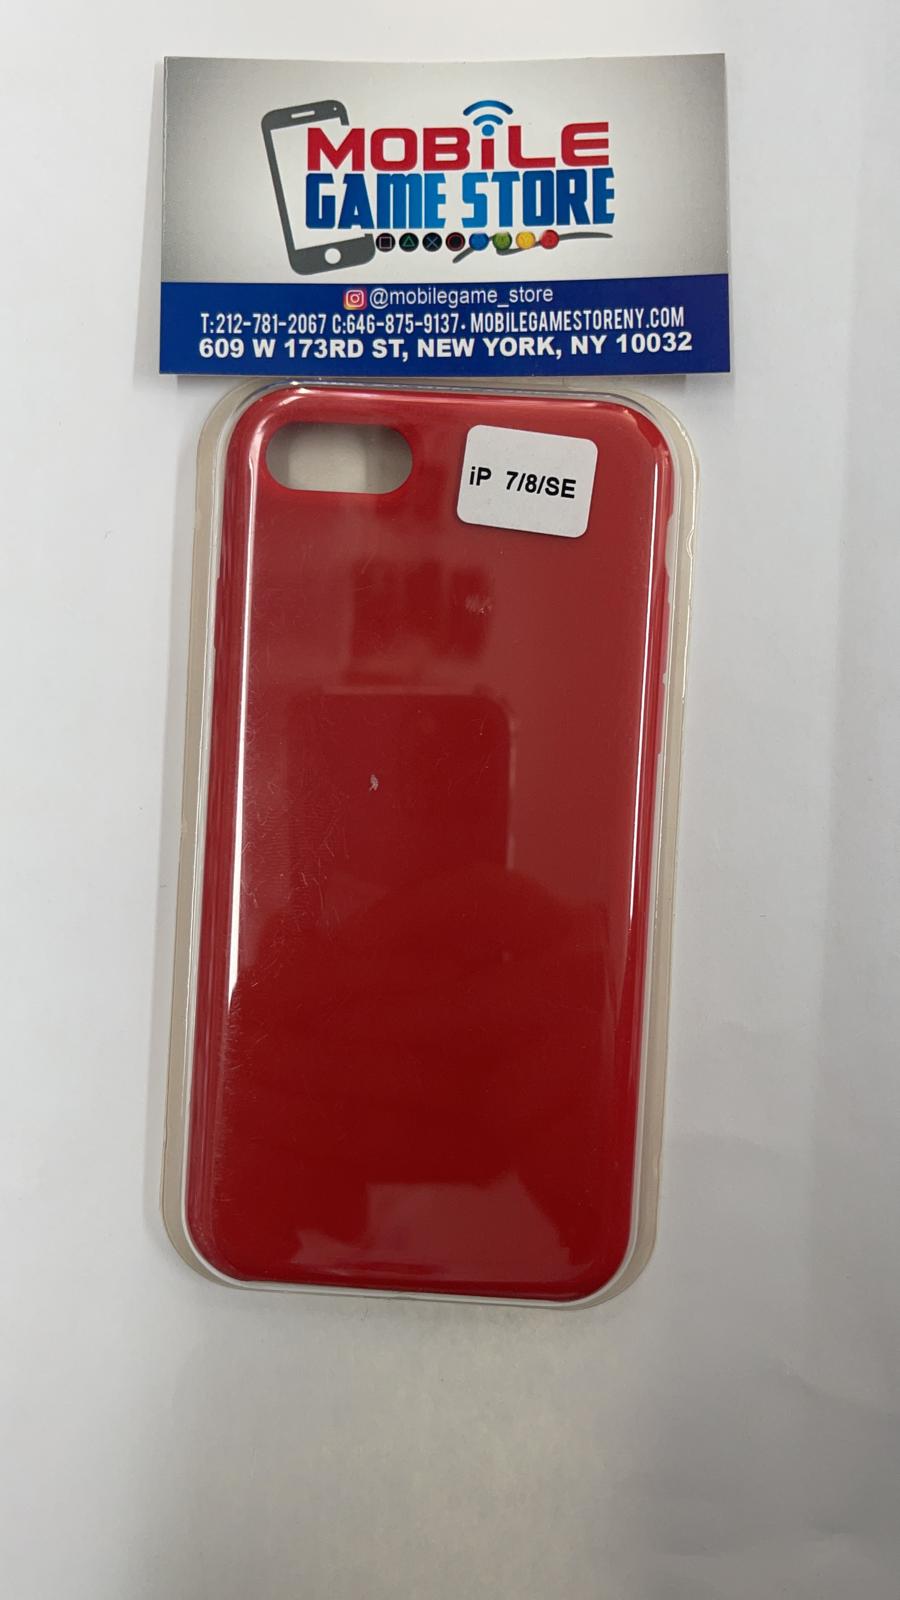 MOBiLE
GAME STORE
@mobilegame_store
T:212-781-2067 C:646-875-9137. MOBILEGAMESTORENY.COM
609 W 173RD ST, NEW YORK, NY 10032
iP 7/8/SE